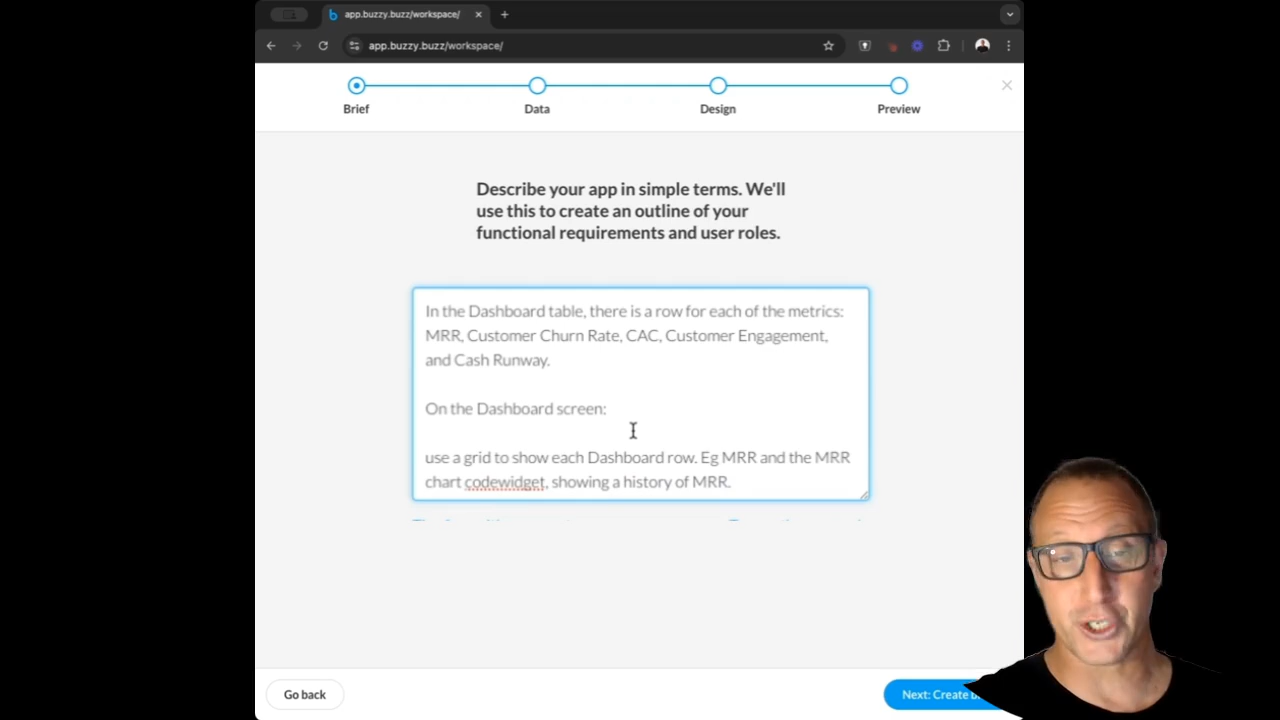 app.buzzy.buzz/workspace/
app.buzzy.buzz/workspace/
Brief
Data
Design
Preview
Describe your app in simple terms. We'll
use this to create an outline of your
functional requirements and user roles.
In the Dashboard table, there is a row for each of the metrics:
MRR, Customer Churn Rate, CAC, Customer Engagement,
and Cash Runway.
On the Dashboard screen:
use a grid to show each Dashboard row. Eg MRR and the MRR
chart codewidget, showing a history of MRR.
Go back
Next: Create